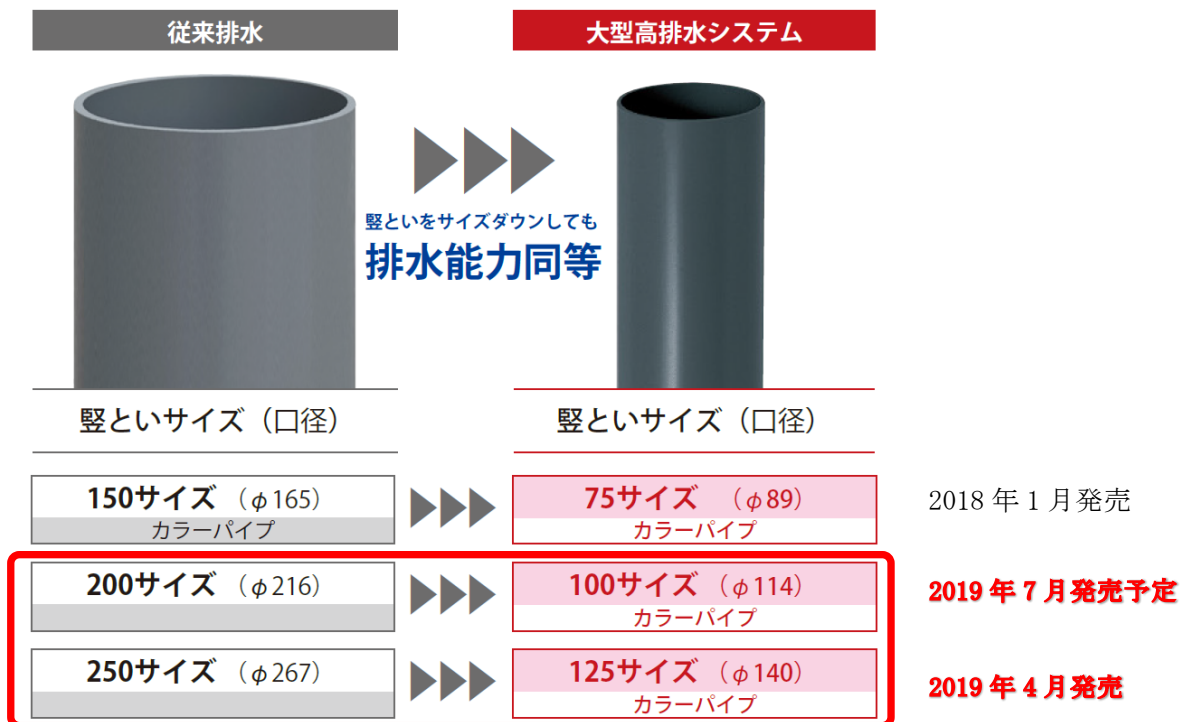 従来排水
大型高排水システム
竪といをサイズダウンしても
排水能力同等
竪といサイズ（口径）
竪といサイズ（口径）
150サイズ（φ165）
カラーパイプ
75サイズ（φ89）
カラーパイプ
2018年1月発売
200サイズ（φ216）
100サイズ（φ114）
カラーパイプ
2019年7月発売予定
250サイズ（φ267）
125サイズ（φ140）
カラーパイプ
2019年4月発売